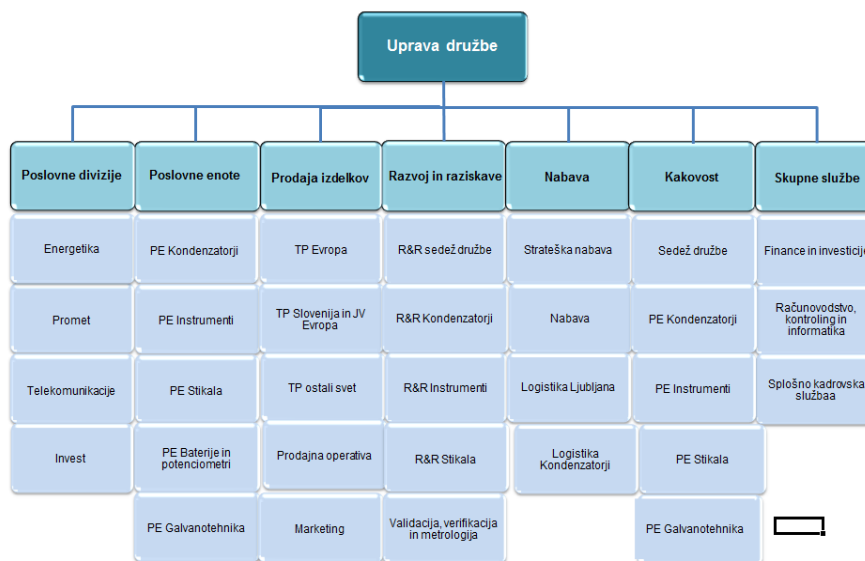 Uprava družbe
Poslovne divizije
Poslovne enote
Prodaja izdelkov
Razvoj in raziskave
Nabava
Kakovost
Skupne službe
Energetika
PE Kondenzatorji
TP Evropa
R&R sedež družbe
Strateška nabava
Sedež družbe
Finance in investicije
Promet
PE Instrumenti
TP Slovenija in JV
Evropa
R&R Kondenzatorji
Nabava
PE Kondenzatorji
Računovodstvo,
kontroling in
informatika
Telekomunikacije
PE Stikala
TP ostali svet
R&R Instrumenti
Logistika Ljubljana
PE Instrumenti
Splošno kadrovska
službaa
Invest
PE Baterije in
potenciometri
Prodajna operativa
R&R Stikala
Logistika
Kondenzatorji
PE Stikala
PE Galvanotehnika
Marketing
Validacija, verifikacija
in metrologija
PE Galvanotehnika